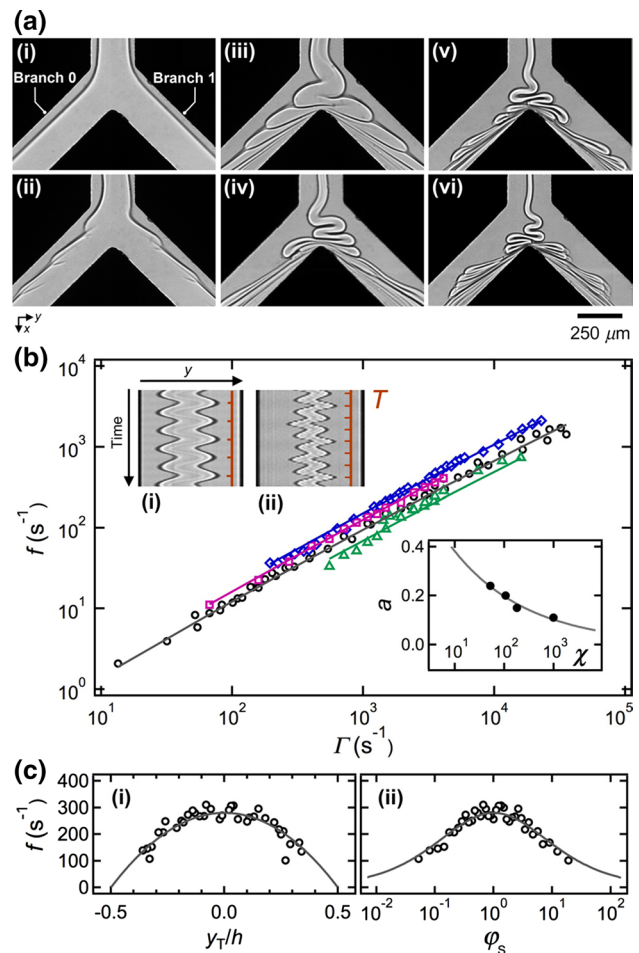 (a)
(i) (iii) (v)
Branch 0 Branch 1
(ii) (iv) (vi)
y
x
250 μm
(b)
10⁴
10³
10²
10¹
10⁰
f (s⁻¹)
y
Time
T
(i) (ii)
0.4
0.2
0.0
a
10¹ 10² 10³ χ
10¹ 10² 10³ 10⁴ 10⁵
Γ (s⁻¹)
(c)
400
300
200
100
0
f (s⁻¹)
(i) (ii)
-0.5 0.0 0.5 10⁻² 10⁻¹ 10⁰ 10¹ 10²
y_T/h φ_s